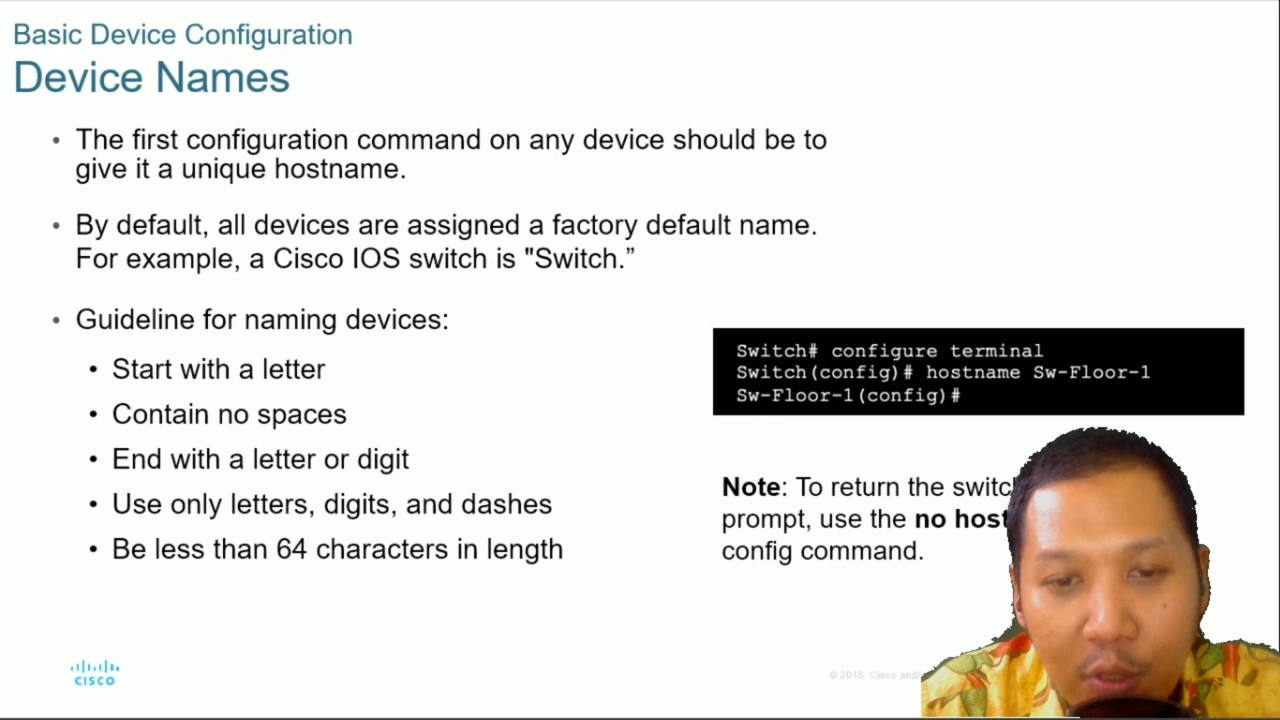 Basic Device Configuration
Device Names
• The first configuration command on any device should be to
give it a unique hostname.
• By default, all devices are assigned a factory default name.
For example, a Cisco IOS switch is "Switch.”
• Guideline for naming devices:
• Start with a letter
• Contain no spaces
• End with a letter or digit
• Use only letters, digits, and dashes
• Be less than 64 characters in length
Switch# configure terminal
Switch(config)# hostname Sw-Floor-1
Sw-Floor-1(config)#
Note: To return the
prompt, use the no
config command.
CISCO
© 2016 Cisco